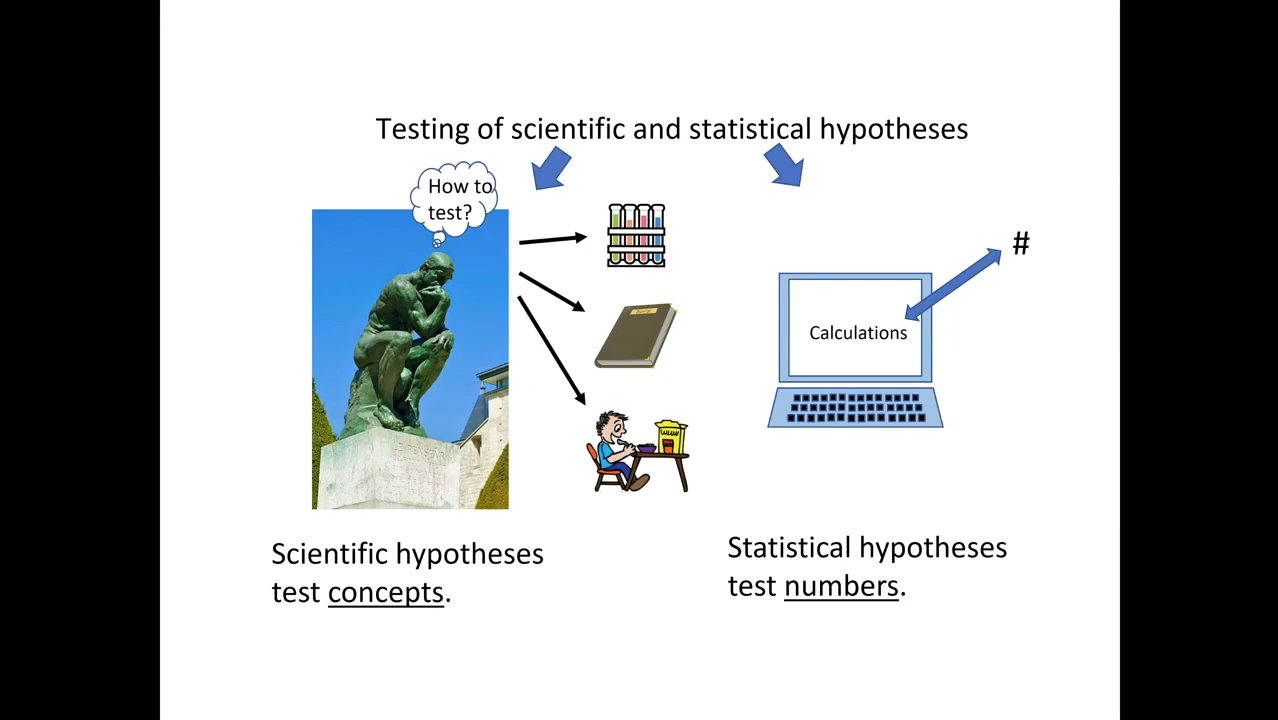 Testing of scientific and statistical hypotheses
How to
test?
#
Calculations
Scientific hypotheses
test concepts.
Statistical hypotheses
test numbers.